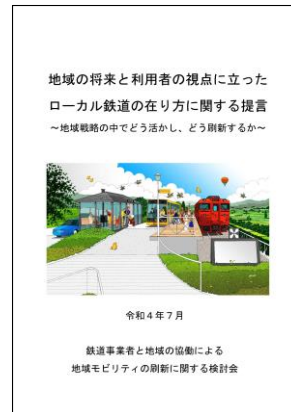 地域の将来と利用者の視点に立った
ローカル鉄道の在り方に関する提言
～地域戦略の中でどう活かし、どう刷新するか～
令和４年７月
鉄道事業者と地域の協働による
地域モビリティの刷新に関する検討会